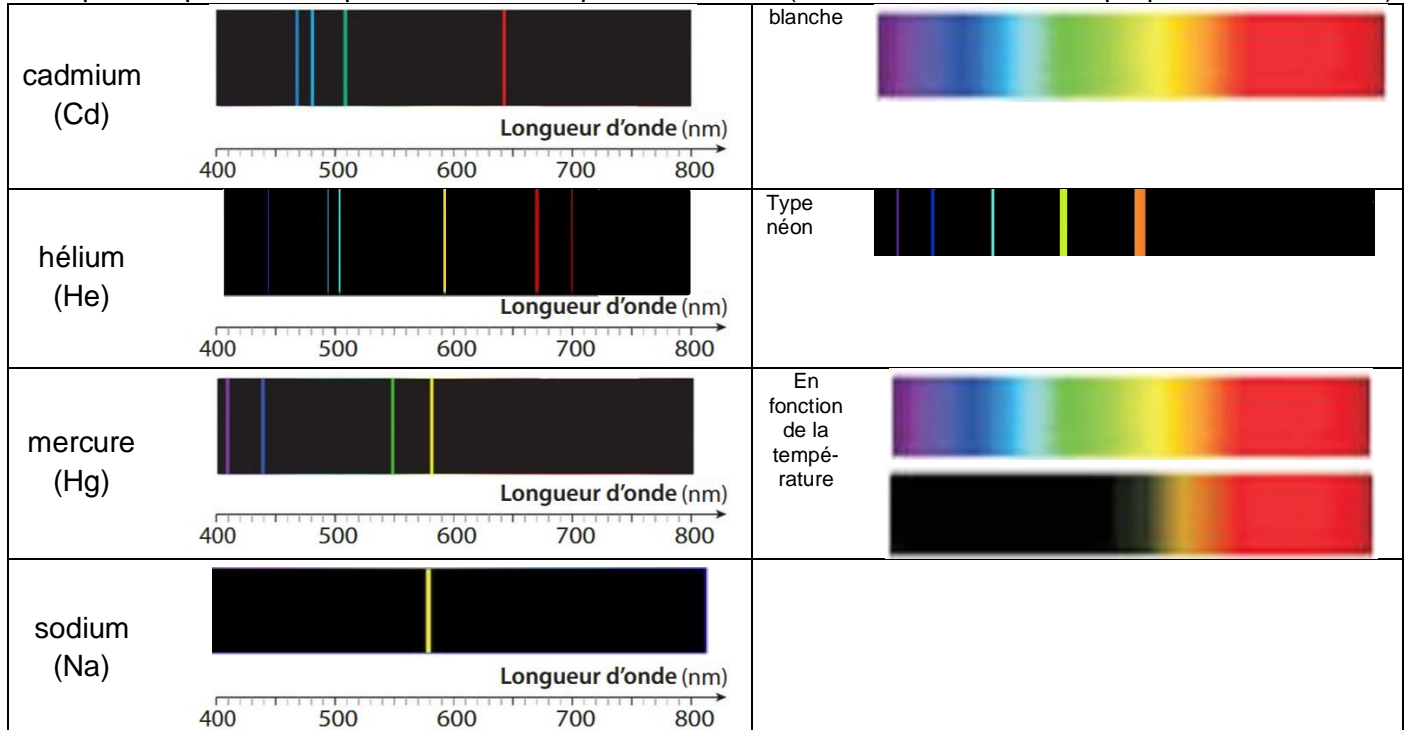 cadmium
(Cd)
Longueur d'onde (nm)
400 500 600 700 800
blanche
hélium
(He)
Longueur d'onde (nm)
400 500 600 700 800
Type
néon
mercure
(Hg)
Longueur d'onde (nm)
400 500 600 700 800
En
fonction
de la
tempé-
rature
sodium
(Na)
Longueur d'onde (nm)
400 500 600 700 800